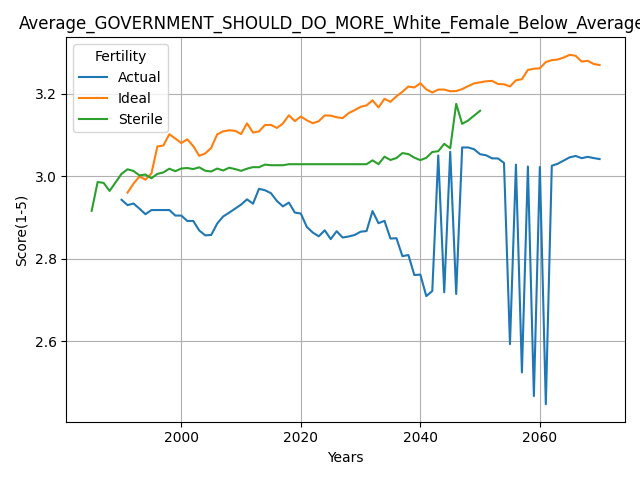 Average_GOVERNMENT_SHOULD_DO_MORE_White_Female_Below_Average
Fertility
Actual
Ideal
Sterile
3.2
3.0
2.8
2.6
Score(1-5)
2000 2020 2040 2060
Years